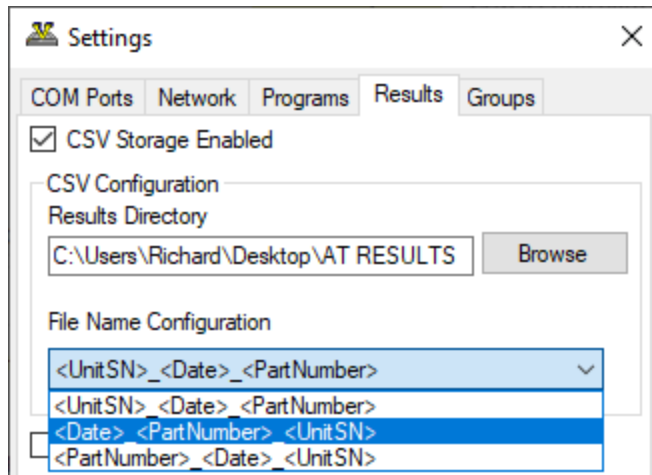 Settings
COM Ports Network Programs Results Groups
CSV Storage Enabled
CSV Configuration
Results Directory
C:\Users\Richard\Desktop\AT RESULTS Browse
File Name Configuration
<UnitSN>_<Date>_<PartNumber>
<UnitSN>_<Date>_<PartNumber>
<Date>_<PartNumber>_<UnitSN>
<PartNumber>_<Date>_<UnitSN>